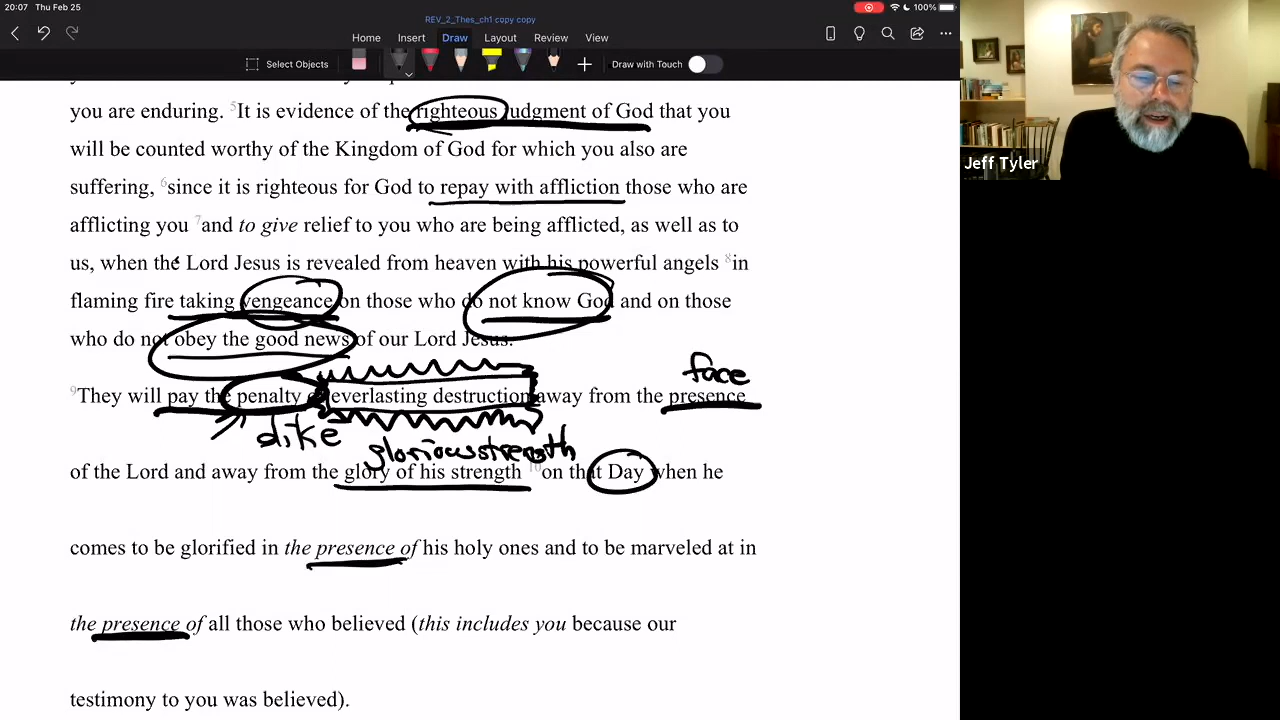 20:07 Thu Feb 25
100%
REV_2_Thes_ch1 copy copy
Home Insert Draw Layout Review View
Select Objects
Draw with Touch
you are enduring. 5It is evidence of the righteous judgment of God that you
will be counted worthy of the Kingdom of God for which you also are
suffering, 6since it is righteous for God to repay with affliction those who are
afflicting you 7and to give relief to you who are being afflicted, as well as to
us, when the Lord Jesus is revealed from heaven with his powerful angels 8in
flaming fire taking vengeance on those who do not know God and on those
who do not obey the good news of our Lord Jesus.
face
9They will pay the penalty everlasting destruction away from the presence
dike
glorious strength
of the Lord and away from the glory of his strength 10on that Day when he
comes to be glorified in the presence of his holy ones and to be marveled at in
the presence of all those who believed (this includes you because our
testimony to you was believed).
Jeff Tyler